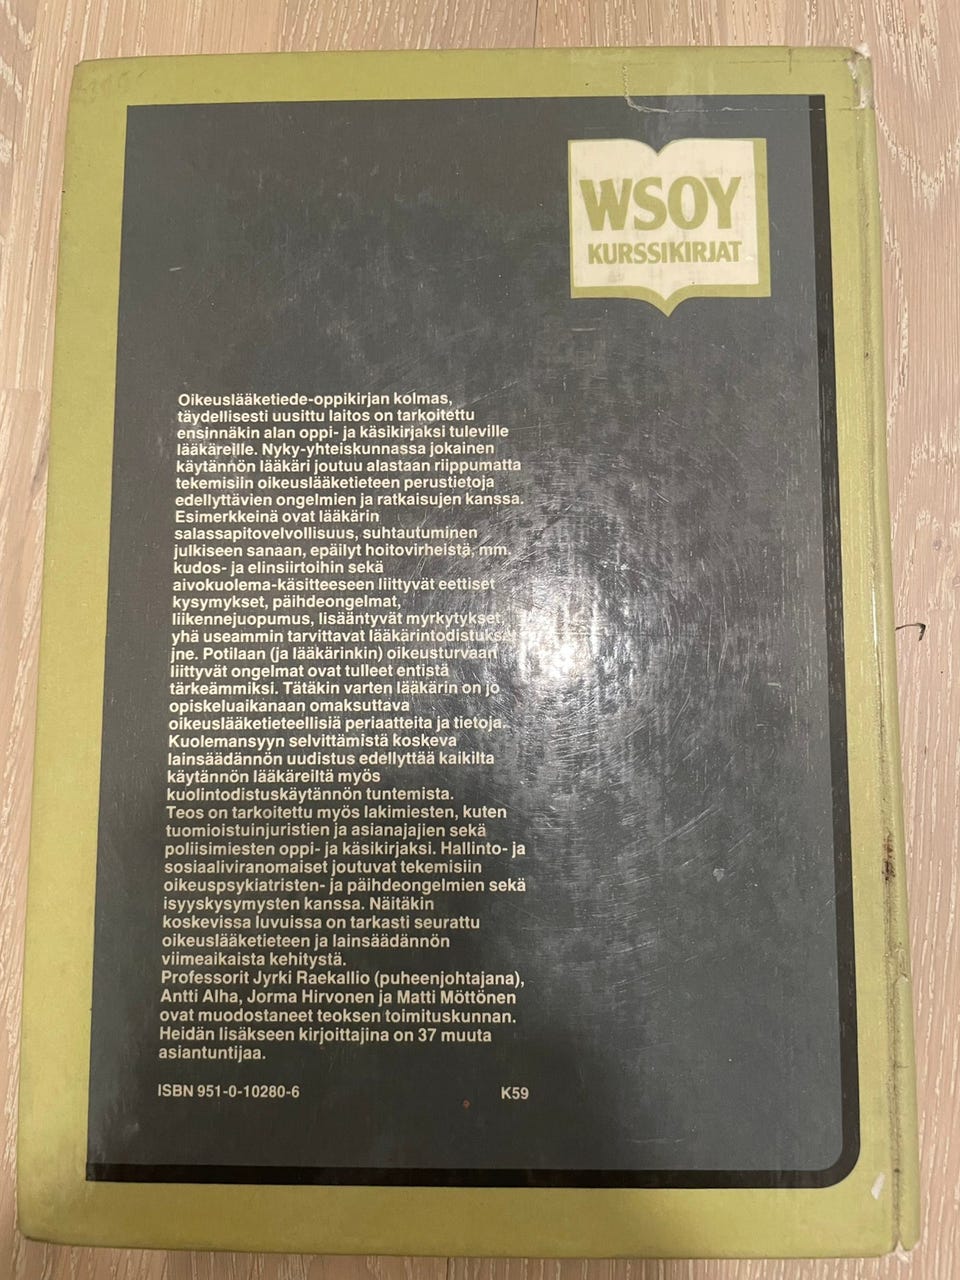 WSOY
KURSSIKIRJAT
Oikeuslääketiede-oppikirjan kolmas,
täydellisesti uusittu laitos on tarkoitettu
ensinnäkin alan oppi- ja käsikirjaksi tuleville
lääkäreille. Nyky-yhteiskunnassa jokainen
käytännön lääkäri joutuu alastaan riippumatta
tekemisiin oikeuslääketieteen perustietoja
edellyttävien ongelmien ja ratkaisujen kanssa.
Esimerkkeinä ovat lääkärin
salassapitovelvollisuus, suhtautuminen
julkiseen sanaan, epäilyt hoitovirheistä, mm.
kudos- ja elinsiirtoihin sekä
aivokuolema-käsitteeseen liittyvät eettiset
kysymykset, päihdeongelmat,
liikennejuopumus, lisääntyvät myrkytykset,
yhä useammin tarvittavat lääkärintodistukset
jne. Potilaan (ja lääkärinkin) oikeusturvaan
liittyvät ongelmat ovat tulleet entistä
tärkeämmiksi. Tätäkin varten lääkärin on jo
opiskeluaikanaan omaksuttava
oikeuslääketieteellisiä periaatteita ja tietoja.
Kuolemansyyn selvittämistä koskeva
lainsäädännön uudistus edellyttää kaikilta
käytännön lääkäreiltä myös
kuolintodistuskäytännön tuntemista.
Teos on tarkoitettu myös lakimiesten, kuten
tuomioistuinjuristien ja asianajajien sekä
poliisimiesten oppi- ja käsikirjaksi. Hallinto- ja
sosiaaliviranomaiset joutuvat tekemisiin
oikeuspsykiatristen- ja päihdeongelmien sekä
isyyskysymysten kanssa. Näitäkin
koskevissa luvuissa on tarkasti seurattu
oikeuslääketieteen ja lainsäädännön
viimeaikaista kehitystä.
Professorit Jyrki Raekallio (puheenjohtajana),
Antti Alha, Jorma Hirvonen ja Matti Möttönen
ovat muodostaneet teoksen toimituskunnan.
Heidän lisäkseen kirjoittajina on 37 muuta
asiantuntijaa.
ISBN 951-0-10280-6 K59